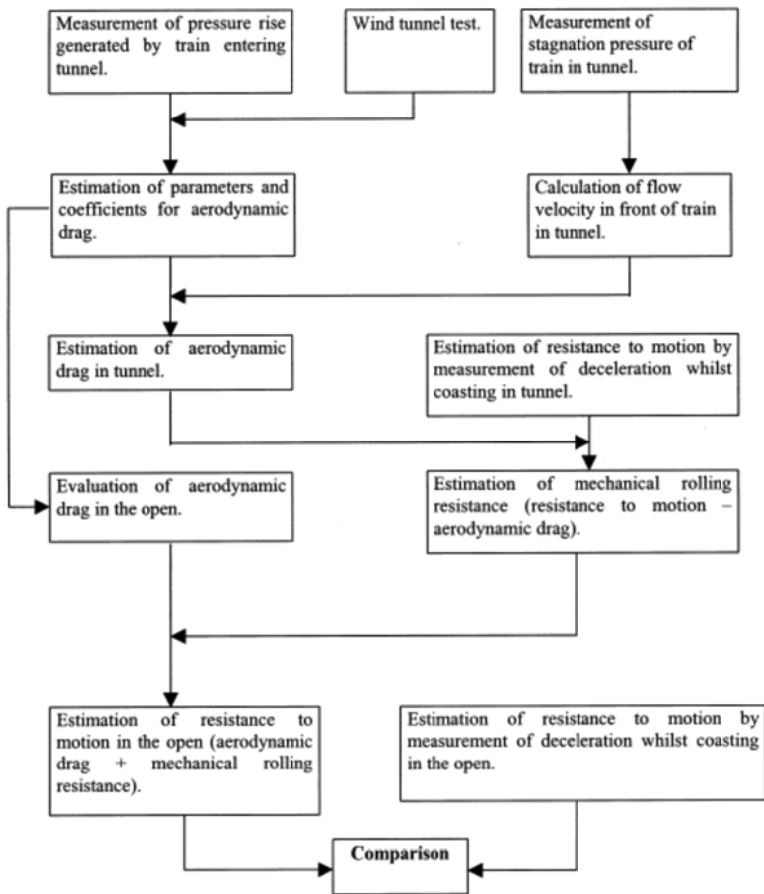 Measurement of pressure rise
generated by train entering
tunnel.
Wind tunnel test.
Measurement of
stagnation pressure of
train in tunnel.
Estimation of parameters and
coefficients for aerodynamic
drag.
Calculation of flow
velocity in front of train
in tunnel.
Estimation of aerodynamic
drag in tunnel.
Estimation of resistance to motion by
measurement of deceleration whilst
coasting in tunnel.
Evaluation of aerodynamic
drag in the open.
Estimation of mechanical rolling
resistance (resistance to motion –
aerodynamic drag).
Estimation of resistance to
motion in the open (aerodynamic
drag + mechanical rolling
resistance).
Estimation of resistance to motion by
measurement of deceleration whilst coasting
in the open.
Comparison